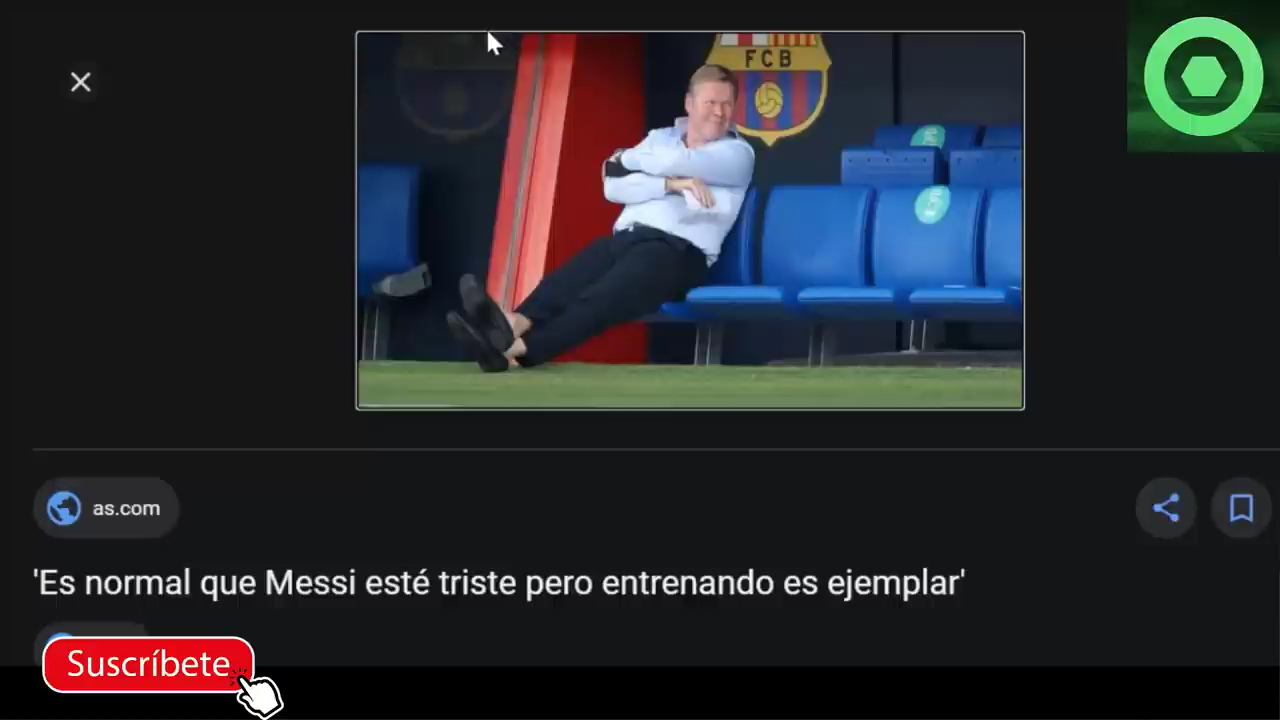 FCB
as.com
'Es normal que Messi esté triste pero entrenando es ejemplar'
Suscríbete